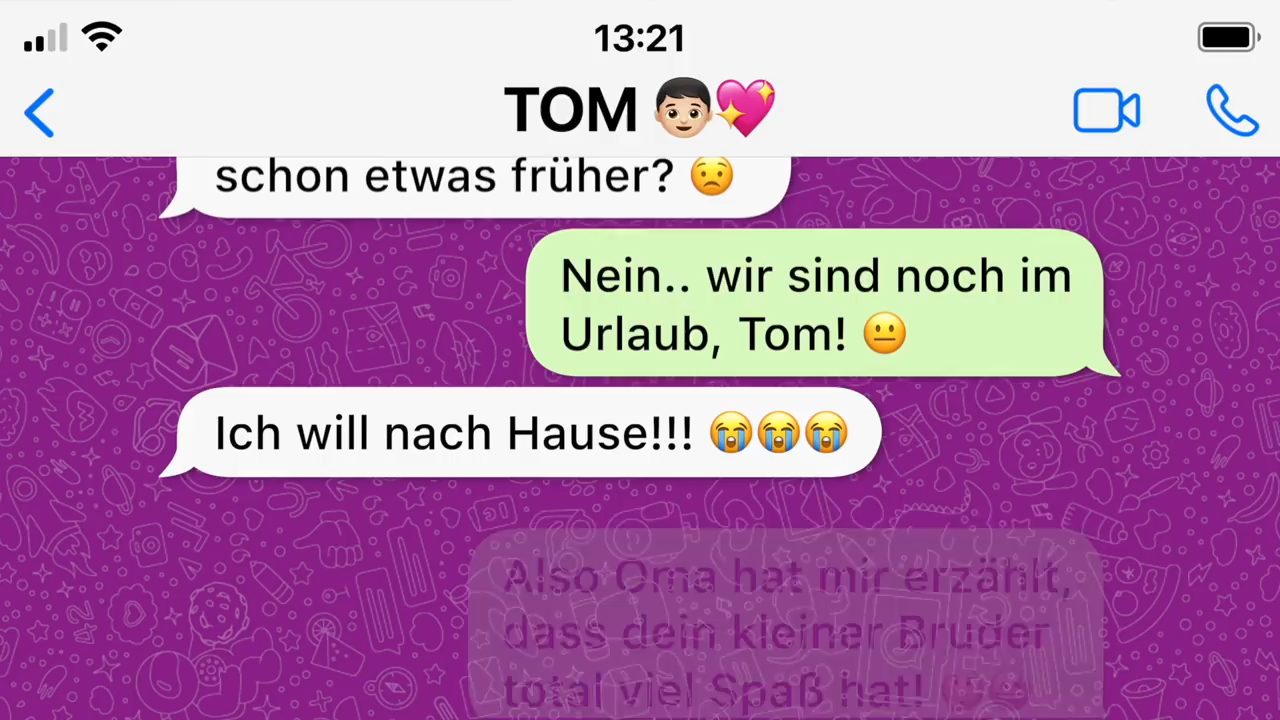 13:21
TOM 👦🏻💖
schon etwas früher? 😟
Nein.. wir sind noch im
Urlaub, Tom! 😐
Ich will nach Hause!!! 😭😭😭
Also Oma hat mir erzählt,
dass dein kleiner Bruder
total viel Spaß hat!